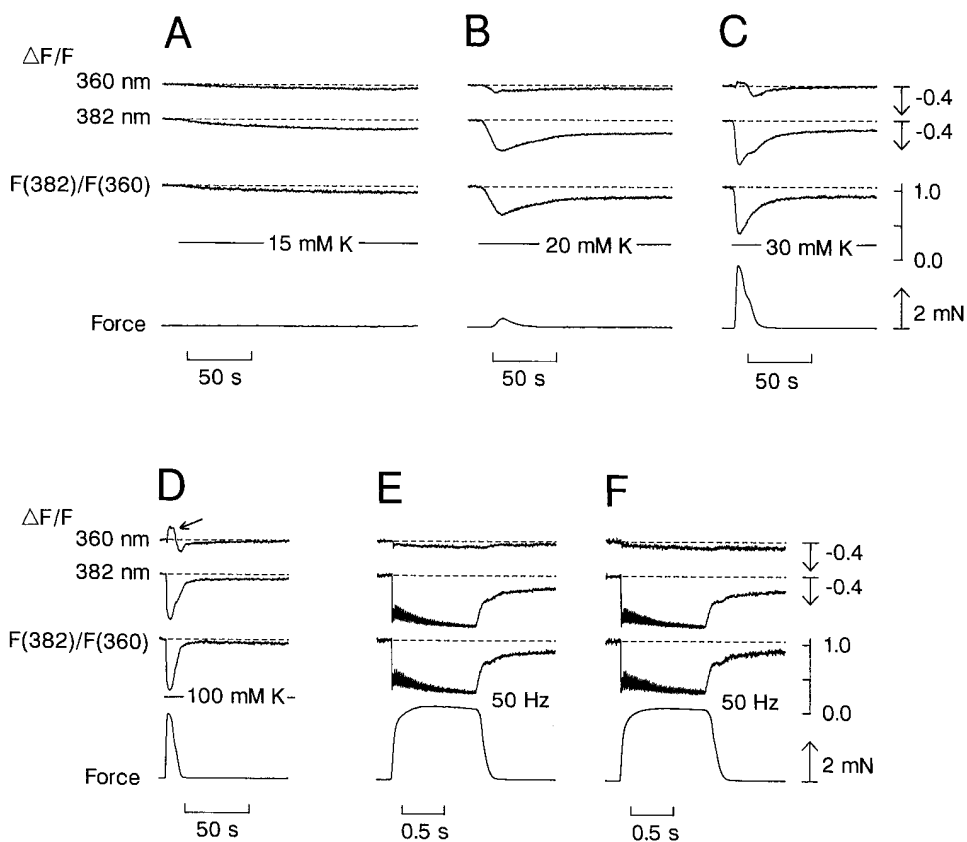 A B C
△F/F
360 nm
-0.4
382 nm
-0.4
F(382)/F(360)
1.0
15 mM K 20 mM K 30 mM K
0.0
Force
2 mN
50 s 50 s 50 s
D E F
△F/F
360 nm
-0.4
382 nm
-0.4
F(382)/F(360)
1.0
100 mM K 50 Hz 50 Hz
0.0
Force
2 mN
50 s 0.5 s 0.5 s